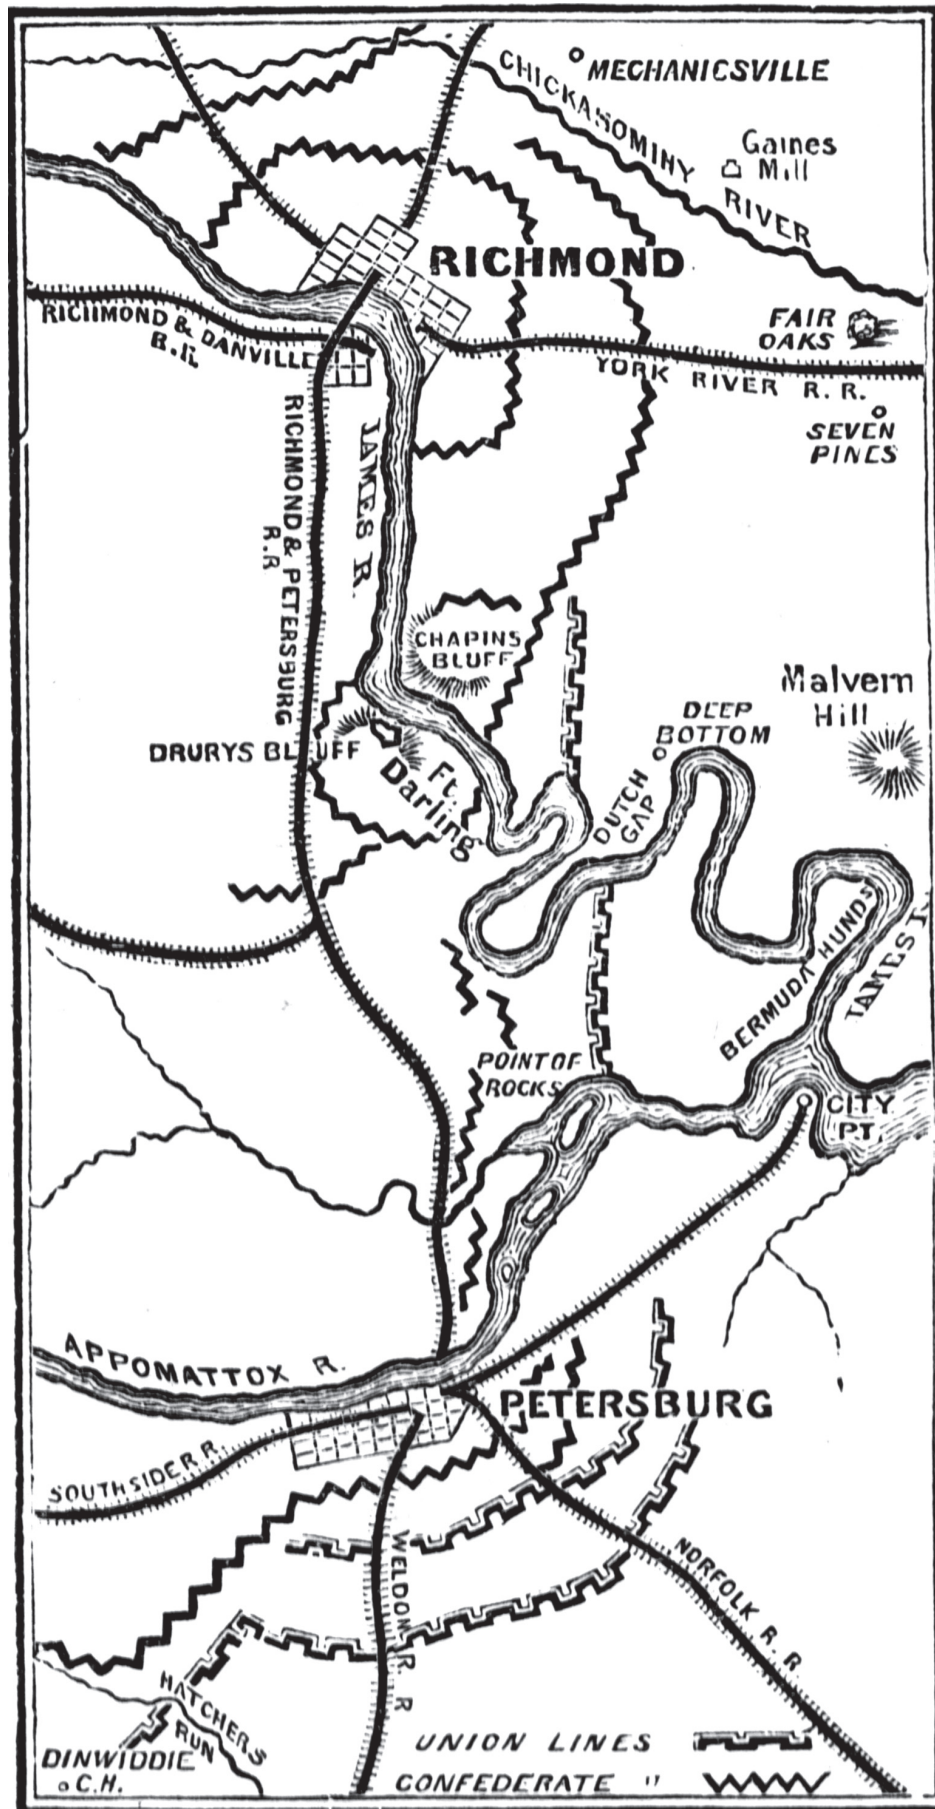 MECHANICSVILLE
CHICKAHOMINY RIVER
Gaines
Mill
RICHMOND
RICHMOND & DANVILLE
R.R.
FAIR
OAKS
YORK RIVER R. R.
SEVEN
PINES
RICHMOND & PETERSBURG
R.R
JAMES R.
CHAPINS
BLUFF
Malvern
Hill
DEEP
BOTTOM
DRURYS BLUFF
Ft.
Darling
DUTCH
GAP
BERMUDA HUNDS
JAMES R.
POINT OF
ROCKS
CITY
PT.
APPOMATTOX R.
PETERSBURG
SOUTHSIDE R R.
WELDON R. R
NORFOLK R. R.
HATCHERS
RUN
DINWIDDIE
C.H.
UNION LINES
CONFEDERATE "